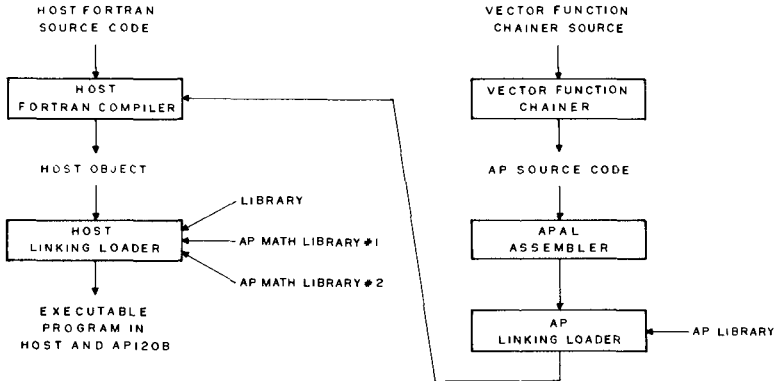 HOST FORTRAN
SOURCE CODE
HOST
FORTRAN COMPILER
HOST OBJECT
HOST
LINKING LOADER
LIBRARY
AP MATH LIBRARY #1
AP MATH LIBRARY #2
EXECUTABLE
PROGRAM IN
HOST AND AP120B
VECTOR FUNCTION
CHAINER SOURCE
VECTOR FUNCTION
CHAINER
AP SOURCE CODE
APAL
ASSEMBLER
AP
LINKING LOADER
AP LIBRARY